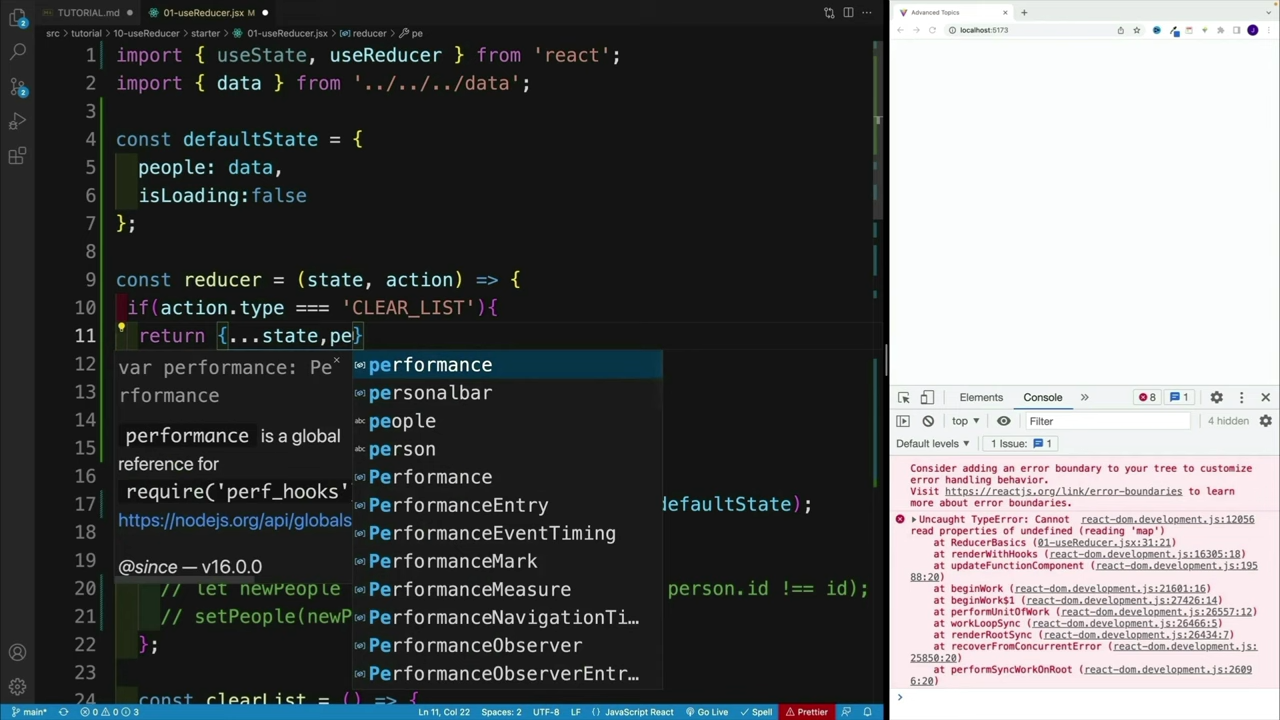 TUTORIAL.md
01-useReducer.jsx M
src > tutorial > 10-useReducer > starter > 01-useReducer.jsx > reducer > pe
1 import { useState, useReducer } from 'react';
2 import { data } from '../../../data';
3
4 const defaultState = {
5 people: data,
6 isLoading:false
7 };
8
9 const reducer = (state, action) => {
10 if(action.type === 'CLEAR_LIST'){
11 return {...state,pe}
12
13
14
15
16
17 defaultState);
18
19
20 // let newPeople person.id !== id);
21 // setPeople(newP
22 };
23
24 const clearList = () => {
var performance: Pe
rformance
performance is a global
reference for
require('perf_hooks'
https://nodejs.org/api/globals
@since — v16.0.0
performance
personalbar
people
person
Performance
PerformanceEntry
PerformanceEventTiming
PerformanceMark
PerformanceMeasure
PerformanceNavigationTi...
PerformanceObserver
PerformanceObserverEntr...
main* 0 0 3 Ln 11, Col 22 Spaces: 2 UTF-8 LF JavaScript React Go Live Spell Prettier
Advanced Topics
localhost:5173
Elements Console 8 1
top Filter 4 hidden
Default levels 1 Issue: 1
Consider adding an error boundary to your tree to customize
error handling behavior.
Visit https://reactjs.org/link/error-boundaries to learn
more about error boundaries.
Uncaught TypeError: Cannot react-dom.development.js:12056
read properties of undefined (reading 'map')
at ReducerBasics (01-useReducer.jsx:31:21)
at renderWithHooks (react-dom.development.js:16305:18)
at updateFunctionComponent (react-dom.development.js:195
88:20)
at beginWork (react-dom.development.js:21601:16)
at beginWork$1 (react-dom.development.js:27426:14)
at performUnitOfWork (react-dom.development.js:26557:12)
at workLoopSync (react-dom.development.js:26466:5)
at renderRootSync (react-dom.development.js:26434:7)
at recoverFromConcurrentError (react-dom.development.js:
25850:20)
at performSyncWorkOnRoot (react-dom.development.js:2609
6:20)